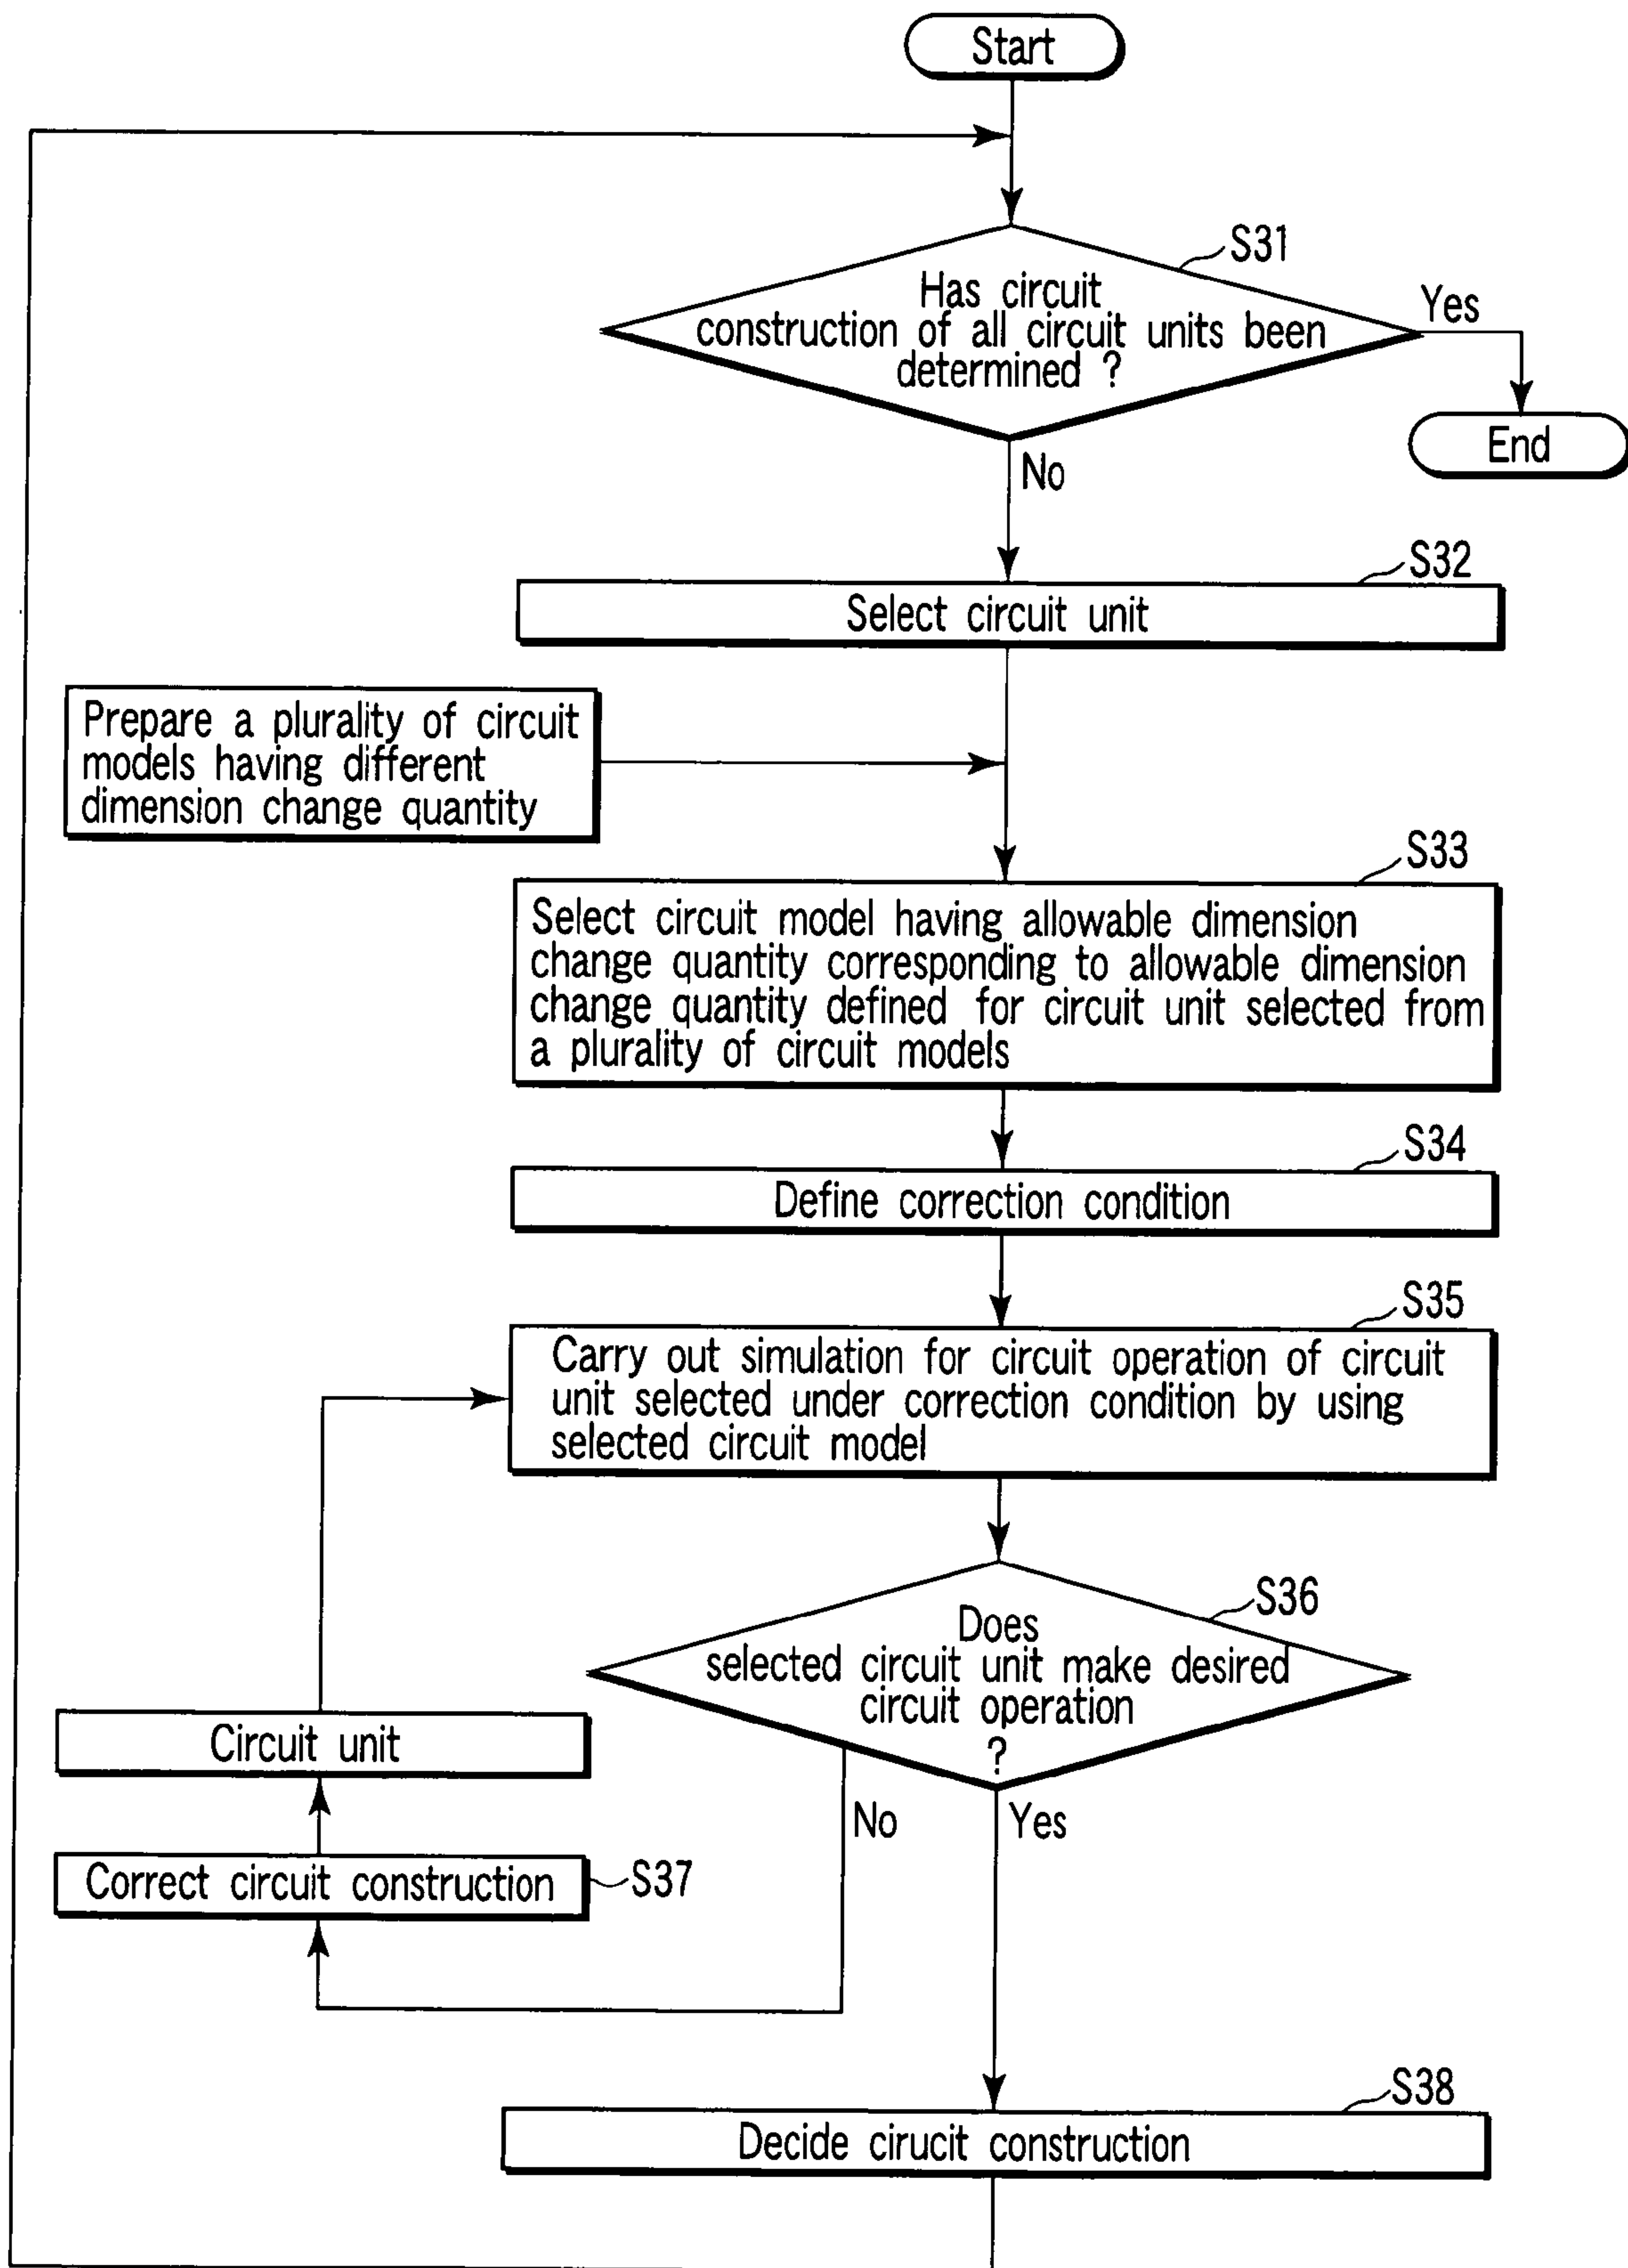 Start
S31
Has circuit
construction of all circuit units been
determined ?
Yes
End
No
S32
Select circuit unit
Prepare a plurality of circuit
models having different
dimension change quantity
S33
Select circuit model having allowable dimension
change quantity corresponding to allowable dimension
change quantity defined for circuit unit selected from
a plurality of circuit models
S34
Define correction condition
S35
Carry out simulation for circuit operation of circuit
unit selected under correction condition by using
selected circuit model
S36
Does
selected circuit unit make desired
circuit operation
?
Circuit unit
No
Yes
Correct circuit construction
S37
S38
Decide cirucit construction